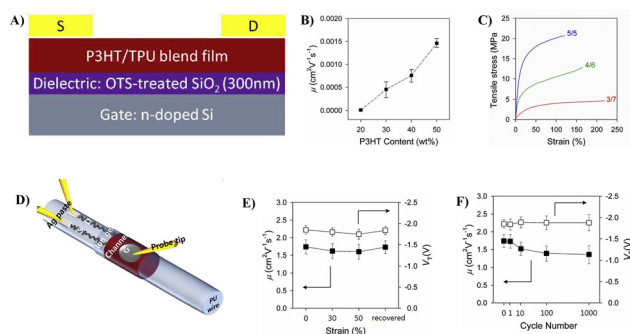 A)
S
D
P3HT/TPU blend film
Dielectric: OTS-treated SiO₂ (300nm)
Gate: n-doped Si
B)
μ (cm²V⁻¹s⁻¹)
0.0020
0.0015
0.0010
0.0005
0.0000
20
30
40
50
P3HT Content (wt%)
C)
Tensile stress (MPa)
25
20
15
10
5
0
5/5
4/6
3/7
0
50
100
150
200
250
Strain (%)
D)
Ag paste
Channel
G
Probe tip
PU wire
E)
μ (cm²V⁻¹s⁻¹)
3.0
2.5
2.0
1.5
1.0
0.5
0.0
-2.5
-2.0
-1.5
-1.0
-.5
0.0
0
30
50
recovered
Strain (%)
F)
μ (cm²V⁻¹s⁻¹)
3.0
2.5
2.0
1.5
1.0
0.5
0.0
-2.5
-2.0
-1.5
-1.0
-.5
0.0
0
1
10
100
1000
Cycle Number